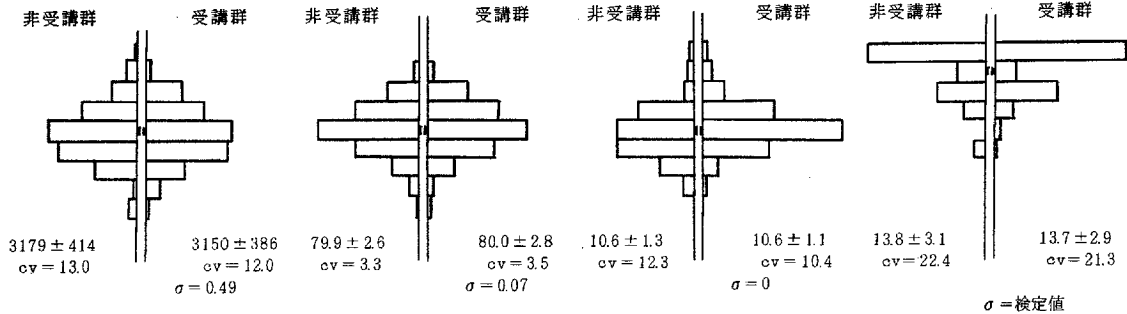 非受講群 受講群 非受講群 受講群 非受講群 受講群 非受講群 受講群
3179±414 3150±386 79.9±2.6 80.0±2.8 10.6±1.3 10.6±1.1 13.8±3.1 13.7±2.9
cv=13.0 cv=12.0 cv=3.3 cv=3.5 cv=12.3 cv=10.4 cv=22.4 cv=21.3
σ=0.49 σ=0.07 σ=0
σ=検定値